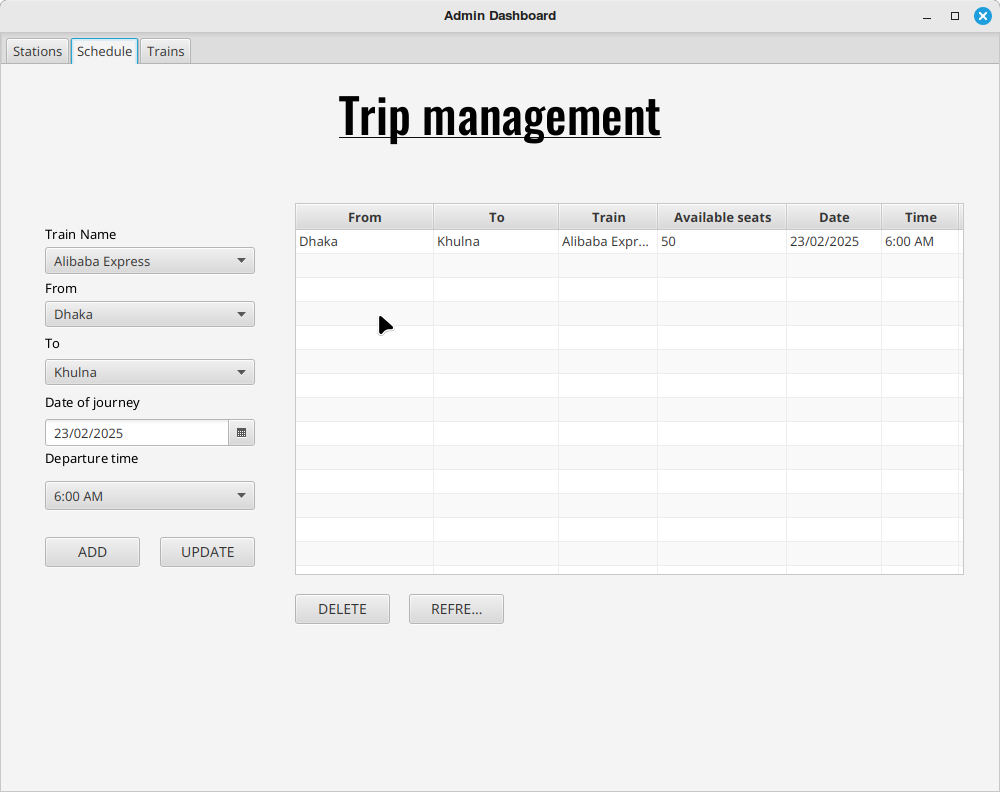 Admin Dashboard
Stations Schedule Trains
Trip management
Train Name
Alibaba Express
From
Dhaka
To
Khulna
Date of journey
23/02/2025
Departure time
6:00 AM
ADD UPDATE
From To Train Available seats Date Time
Dhaka Khulna Alibaba Expr... 50 23/02/2025 6:00 AM
DELETE REFRE...